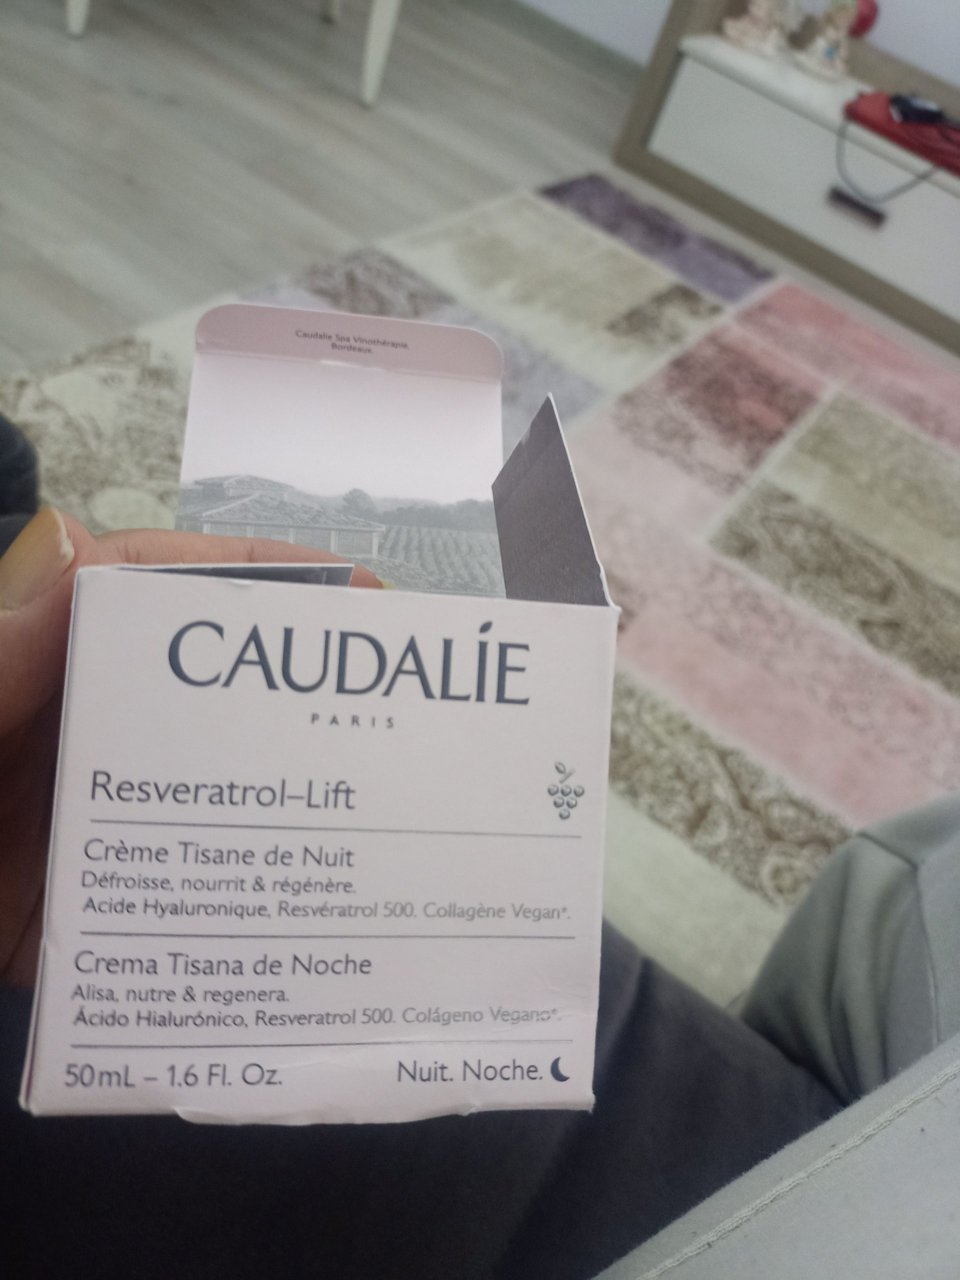 Caudalie Spa Vinothérapie,
Bordeaux.
CAUDALÍE
PARIS
Resveratrol–Lift
Crème Tisane de Nuit
Défroisse, nourrit & régénère.
Acide Hyaluronique, Resvératrol 500. Collagène Vegan*.
Crema Tisana de Noche
Alisa, nutre & regenera.
Ácido Hialurónico, Resveratrol 500. Colágeno Vegano*.
50mL – 1.6 Fl. Oz.
Nuit. Noche.